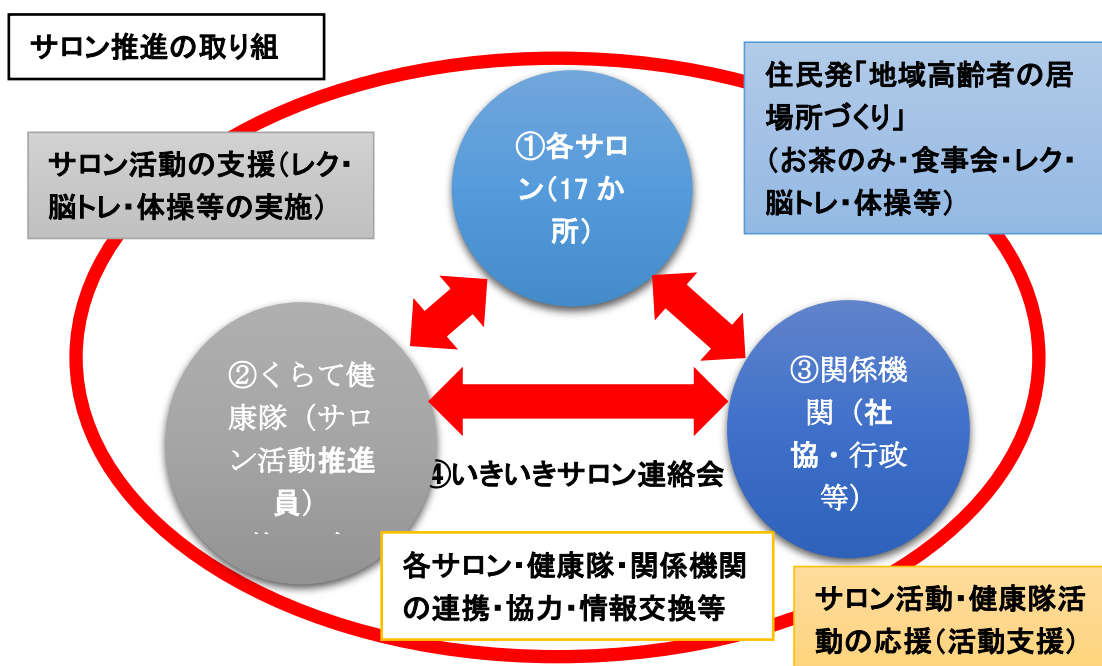 サロン推進の取り組
住民発「地域高齢者の居
場所づくり」
（お茶のみ・食事会・レク・
脳トレ・体操等）
サロン活動の支援（レク・
脳トレ・体操等の実施）
①各サロ
ン（17 か
所）
②くらて健
康隊（サロ
ン活動推進
員）
③関係機
関（社
協・行政
等）
④いきいきサロン連絡会
各サロン・健康隊・関係機関
の連携・協力・情報交換等
サロン活動・健康隊活
動の応援（活動支援）